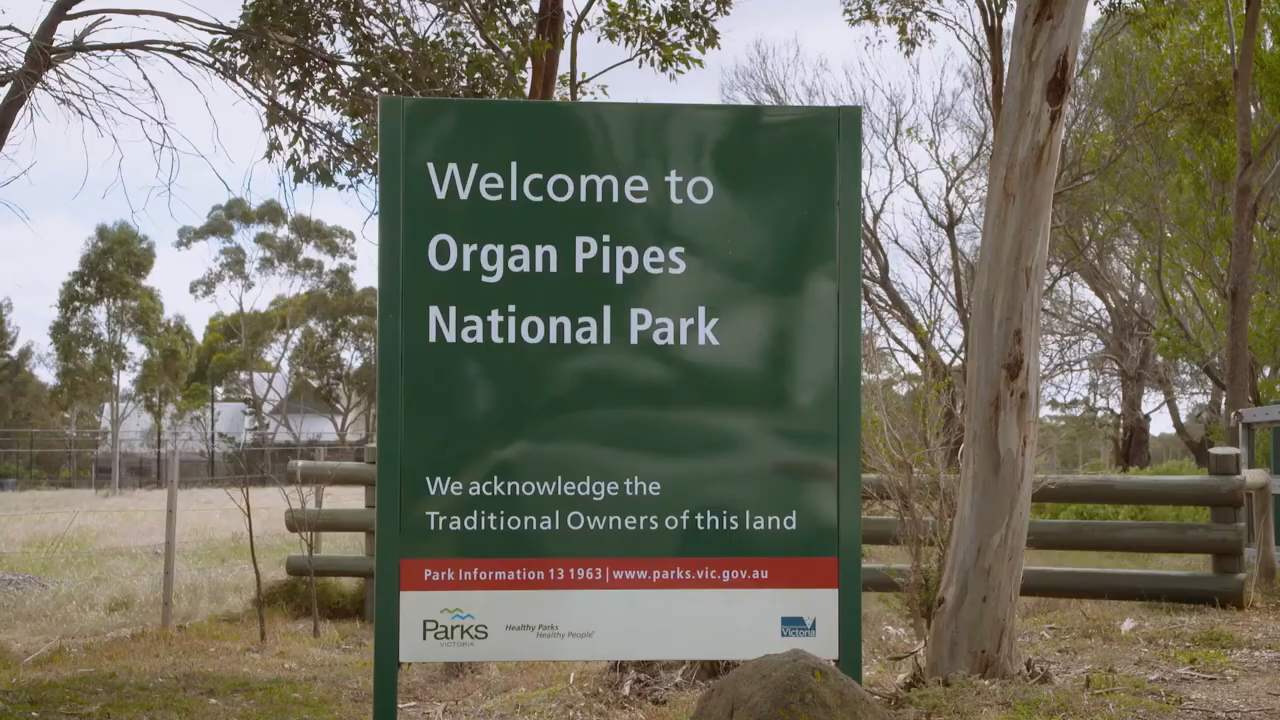 Welcome to
Organ Pipes
National Park
We acknowledge the
Traditional Owners of this land
Park Information 13 1963 | www.parks.vic.gov.au
Parks
VICTORIA
Healthy Parks
Healthy People
Victoria